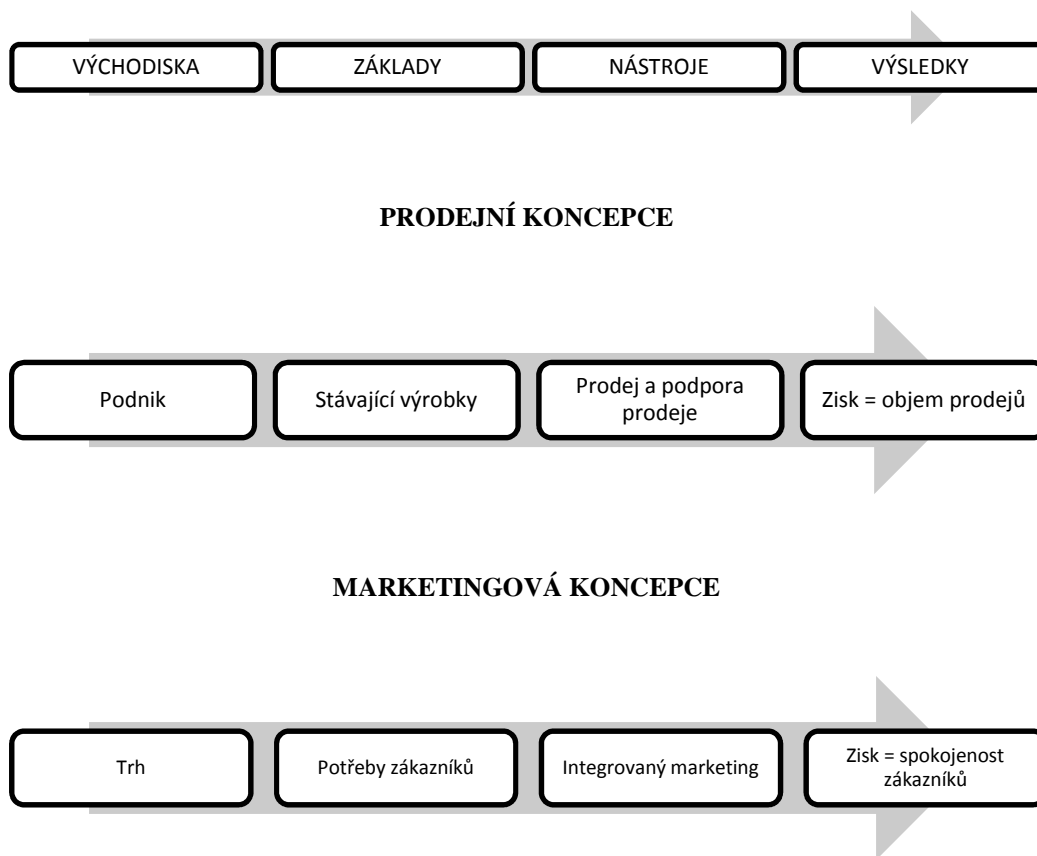 VÝCHODISKA
ZÁKLADY
NÁSTROJE
VÝSLEDKY
PRODEJNÍ KONCEPCE
Podnik
Stávající výrobky
Prodej a podpora
prodeje
Zisk = objem prodejů
MARKETINGOVÁ KONCEPCE
Trh
Potřeby zákazníků
Integrovaný marketing
Zisk = spokojenost
zákazníků